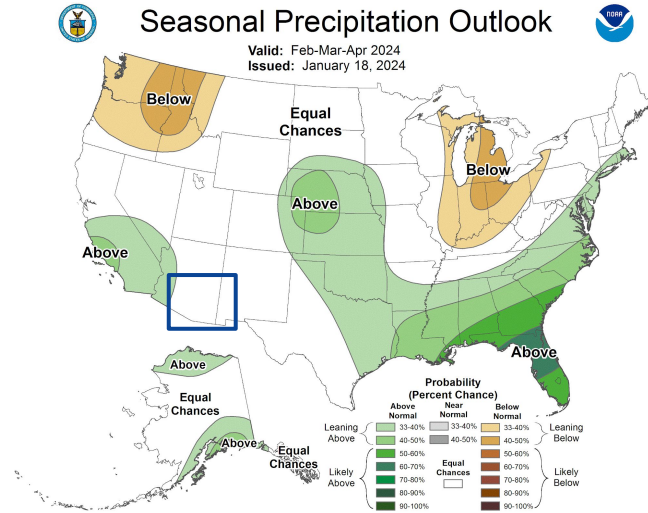 Seasonal Precipitation Outlook
NOAA
Valid: Feb-Mar-Apr 2024
Issued: January 18, 2024
Below
Equal
Chances
Below
Above
Above
Above
Above
Equal
Chances
Above
Equal
Chances
Probability
(Percent Chance)
Above
Normal
Near
Normal
Below
Normal
Leaning
Above
33-40%
33-40%
33-40%
Leaning
Below
40-50%
40-50%
40-50%
Likely
Above
50-60%
50-60%
Likely
Below
60-70%
Equal
Chances
60-70%
70-80%
70-80%
80-90%
80-90%
90-100%
90-100%